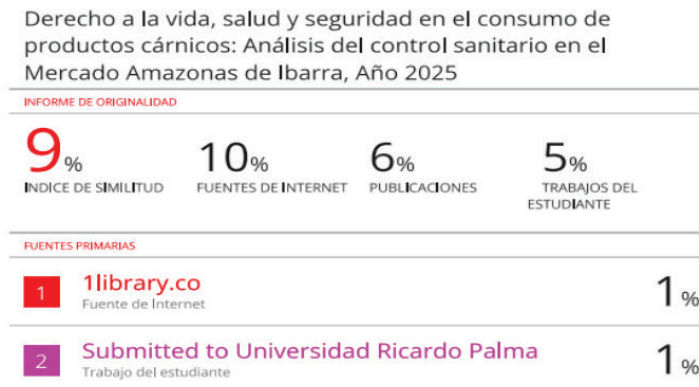 Derecho a la vida, salud y seguridad en el consumo de
productos cárnicos: Análisis del control sanitario en el
Mercado Amazonas de Ibarra, Año 2025
INFORME DE ORIGINALIDAD
9% 10% 6% 5%
INDICE DE SIMILITUD FUENTES DE INTERNET PUBLICACIONES TRABAJOS DEL
ESTUDIANTE
FUENTES PRIMARIAS
1 1library.co 1%
Fuente de Internet
2 Submitted to Universidad Ricardo Palma 1%
Trabajo del estudiante